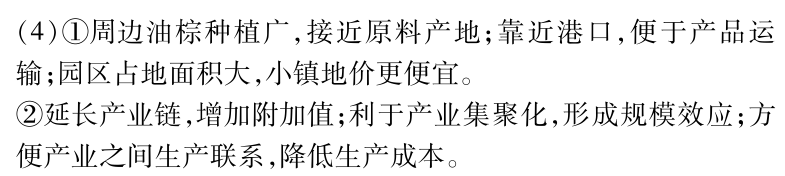 (4)①周边油棕种植广,接近原料产地;靠近港口,便于产品运
输;园区占地面积大,小镇地价更便宜。
②延长产业链,增加附加值;利于产业集聚化,形成规模效应;方
便产业之间生产联系,降低生产成本。